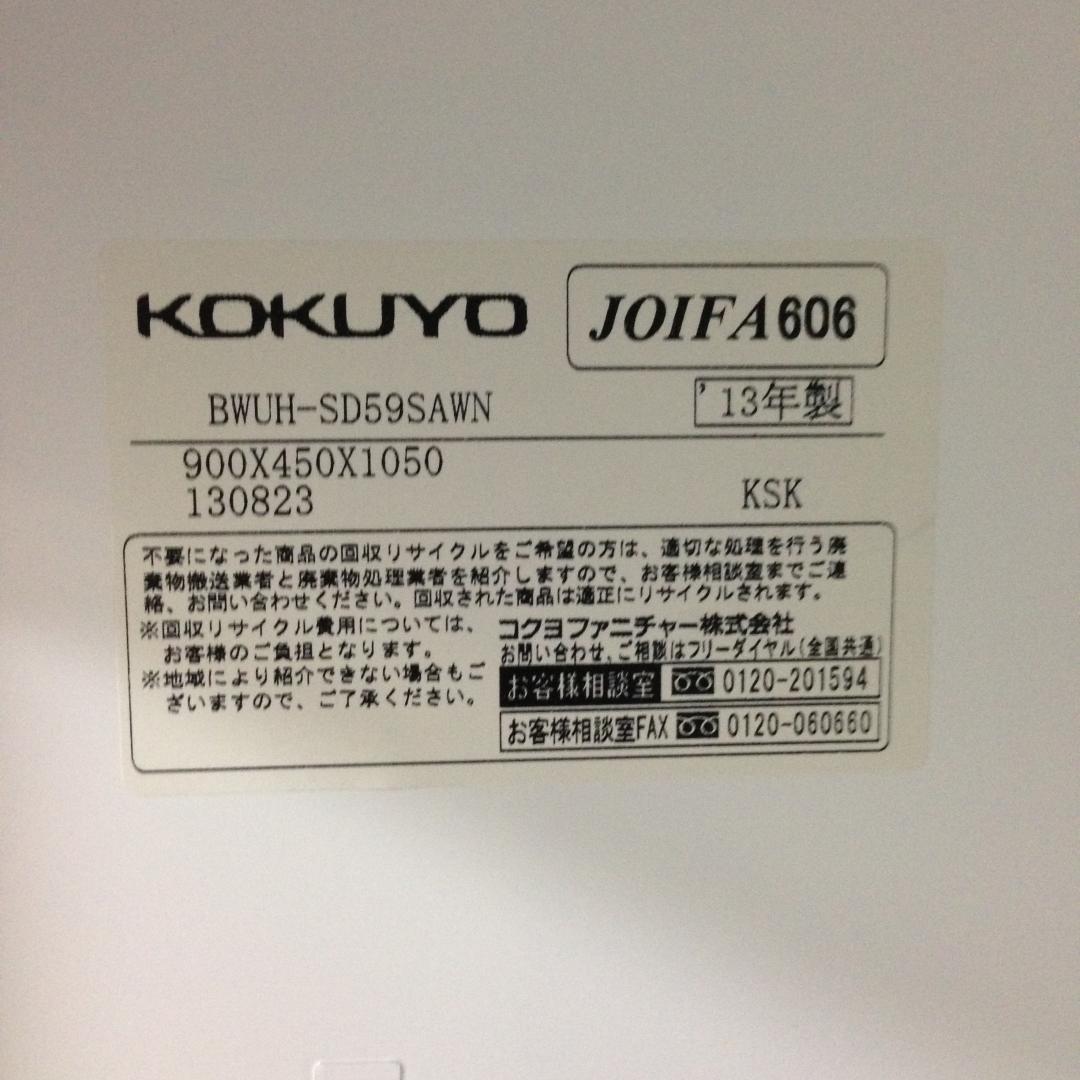 KOKUYO
JOIFA606
BWUH-SD59SAWN
'13年製
900X450X1050
130823
KSK
不要になった商品の回収リサイクルをご希望の方は、適切な処理を行う廃
棄物搬送業者と廃棄物処理業者を紹介しますので、お客様相談室までご連
絡、お問い合わせください。回収された商品は適正にリサイクルされます。
※回収リサイクル費用については、
お客様のご負担となります。
※地域により紹介できない場合もご
ざいますので、ご了承ください。
コクヨファニチャー株式会社
お問い合わせ、ご相談はフリーダイヤル(全国共通)
お客様相談室 0120-201594
お客様相談室FAX 0120-060660